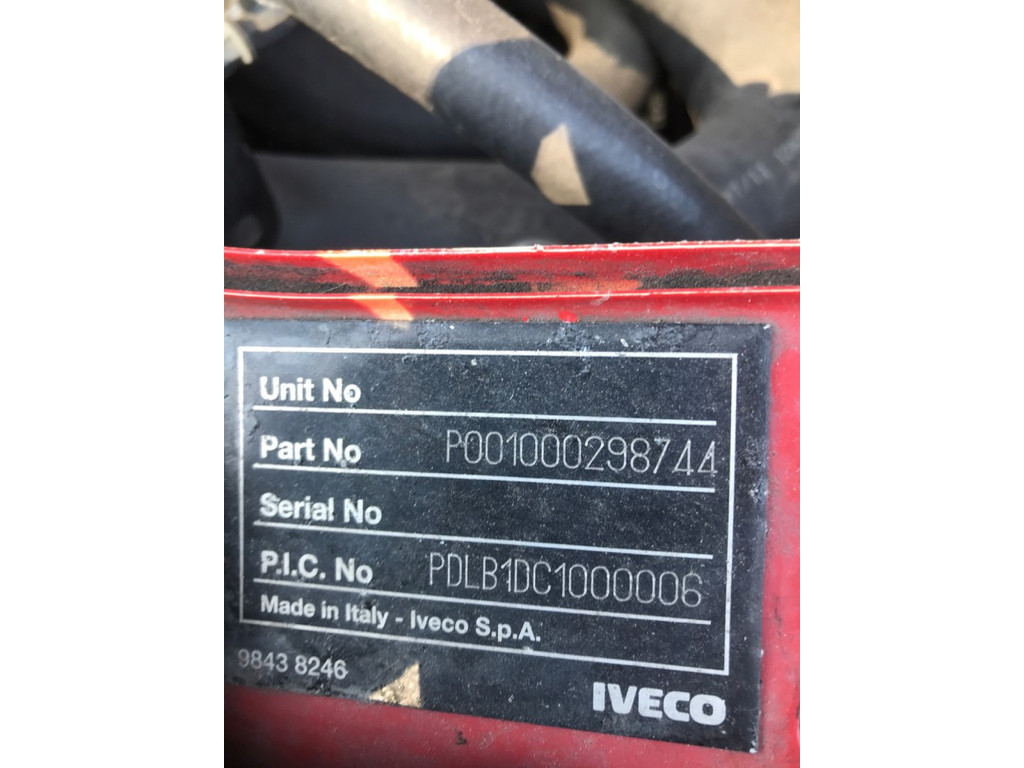 Unit No
Part No P001000298744
Serial No
P.I.C. No PDLB1DC1000006
Made in Italy - Iveco S.p.A.
9843 8246
IVECO